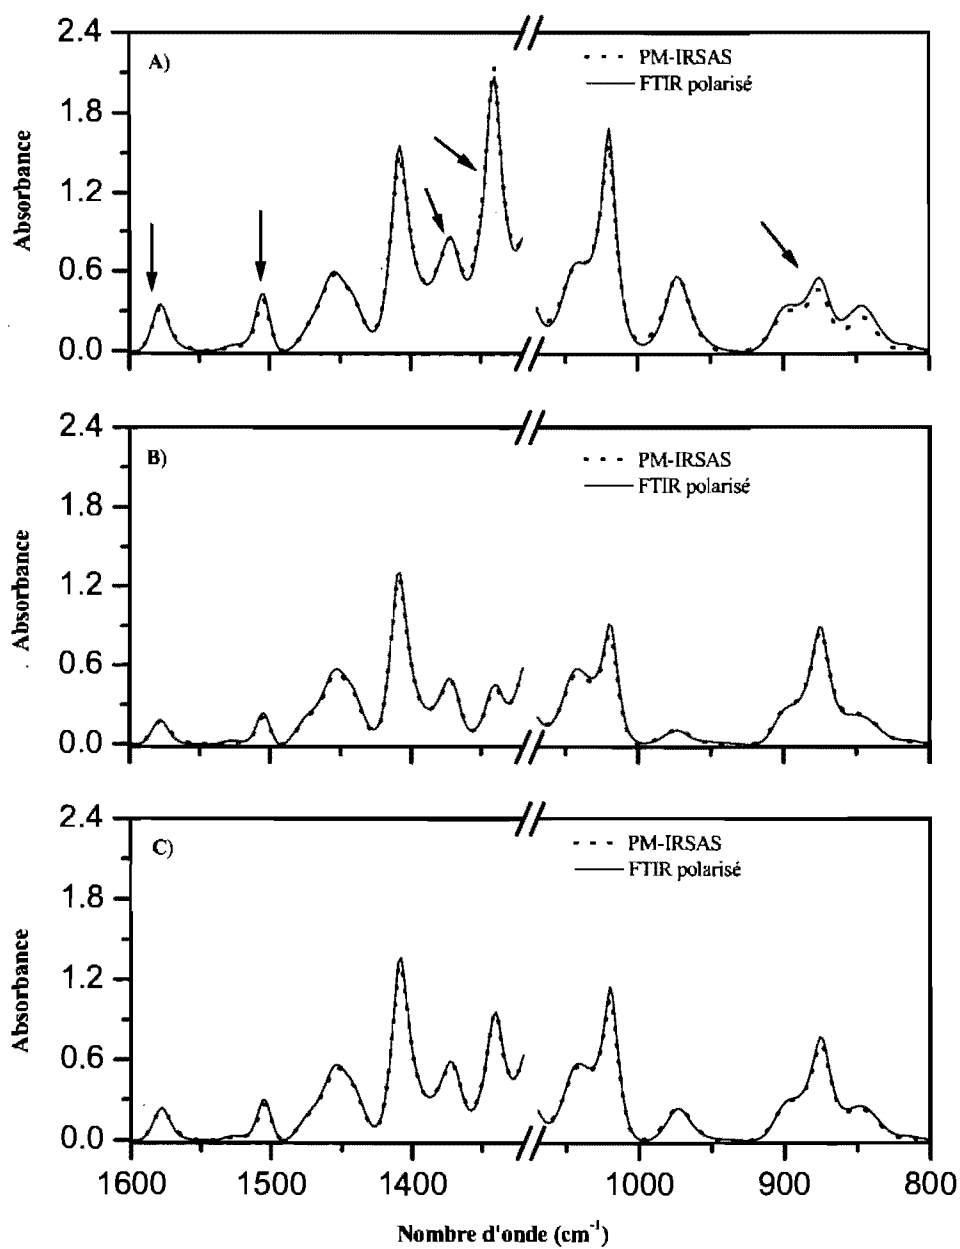 2.4
A)
PM-IRSAS
FTIR polarisé
1.8
1.2
0.6
0.0
Absorbance
2.4
B)
PM-IRSAS
FTIR polarisé
1.8
1.2
0.6
0.0
Absorbance
2.4
C)
PM-IRSAS
FTIR polarisé
1.8
1.2
0.6
0.0
Absorbance
1600 1500 1400 1000 900 800
Nombre d'onde (cm⁻¹)